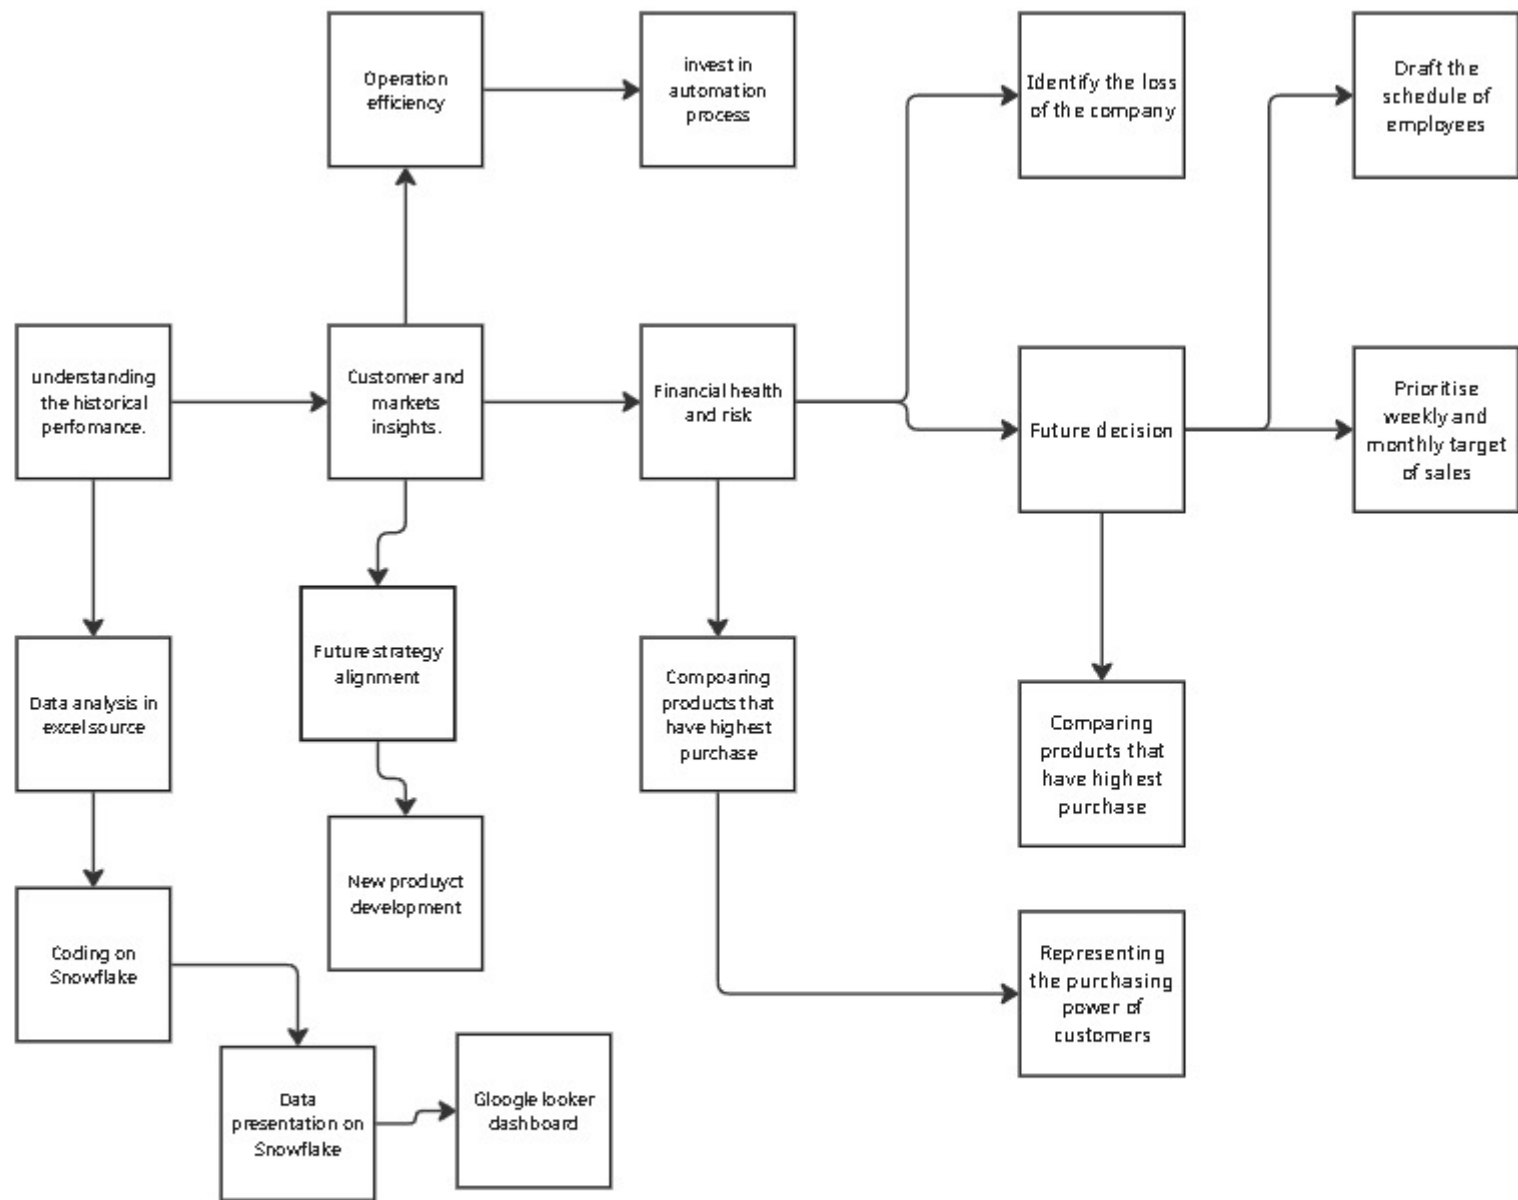 Operation
efficiency
invest in
automation
process
Identify the loss
of the company
Draft the
schedule of
employees
understanding
the historical
perfomance.
Customer and
markets
insights.
Financial health
and risk
Future decision
Prioritise
weekly and
monthly target
of sales
Data analysis in
excel source
Future strategy
alignment
Compoaring
products that
have highest
purchase
Comparing
products that
have highest
purchase
Coding on
Snowflake
New produyct
development
Representing
the purchasing
power of
customers
Data
presentation on
Snowflake
Gloogle looker
dashboard